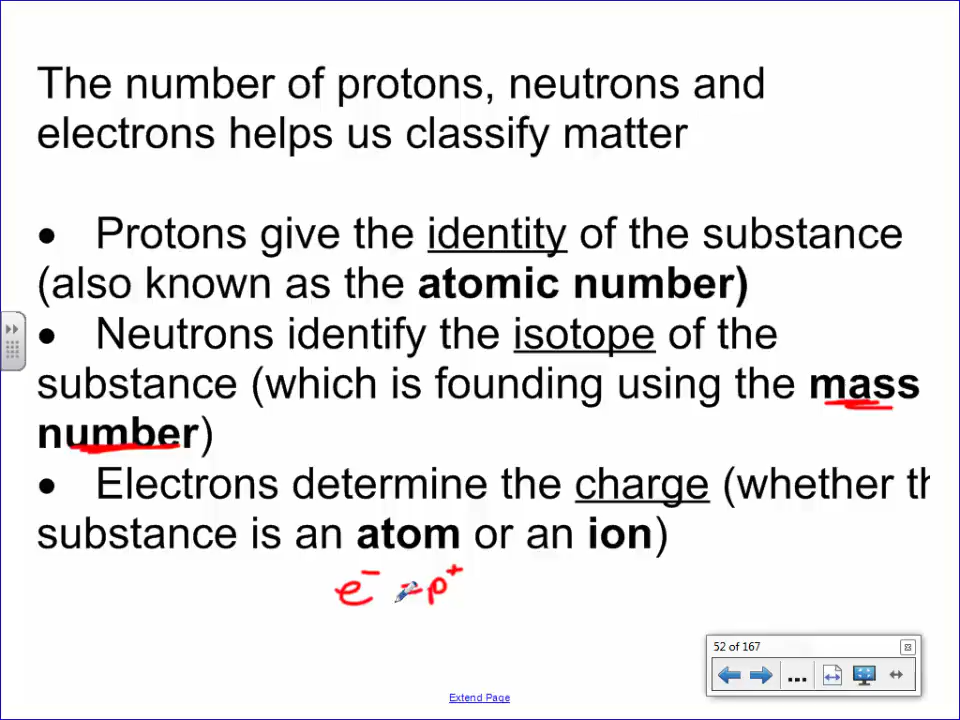 The number of protons, neutrons and
electrons helps us classify matter
• Protons give the identity of the substance
(also known as the atomic number)
• Neutrons identify the isotope of the
substance (which is founding using the mass
number)
• Electrons determine the charge (whether th
substance is an atom or an ion)
e⁻ = p⁺
52 of 167
...
Extend Page